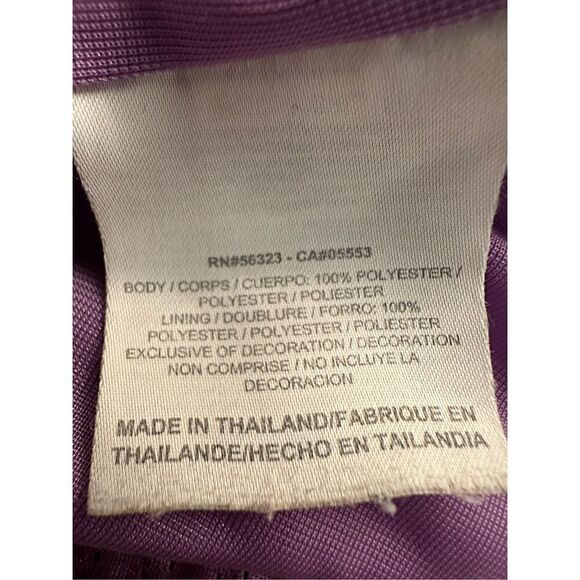 RN#56323 - CA#05553
BODY / CORPS / CUERPO: 100% POLYESTER /
POLYESTER / POLIESTER
LINING / DOUBLURE / FORRO: 100%
POLYESTER / POLYESTER / POLIESTER
EXCLUSIVE OF DECORATION / DECORATION
NON COMPRISE / NO INCLUYE LA
DECORACION
MADE IN THAILAND/FABRIQUE EN
THAILANDE/HECHO EN TAILANDIA